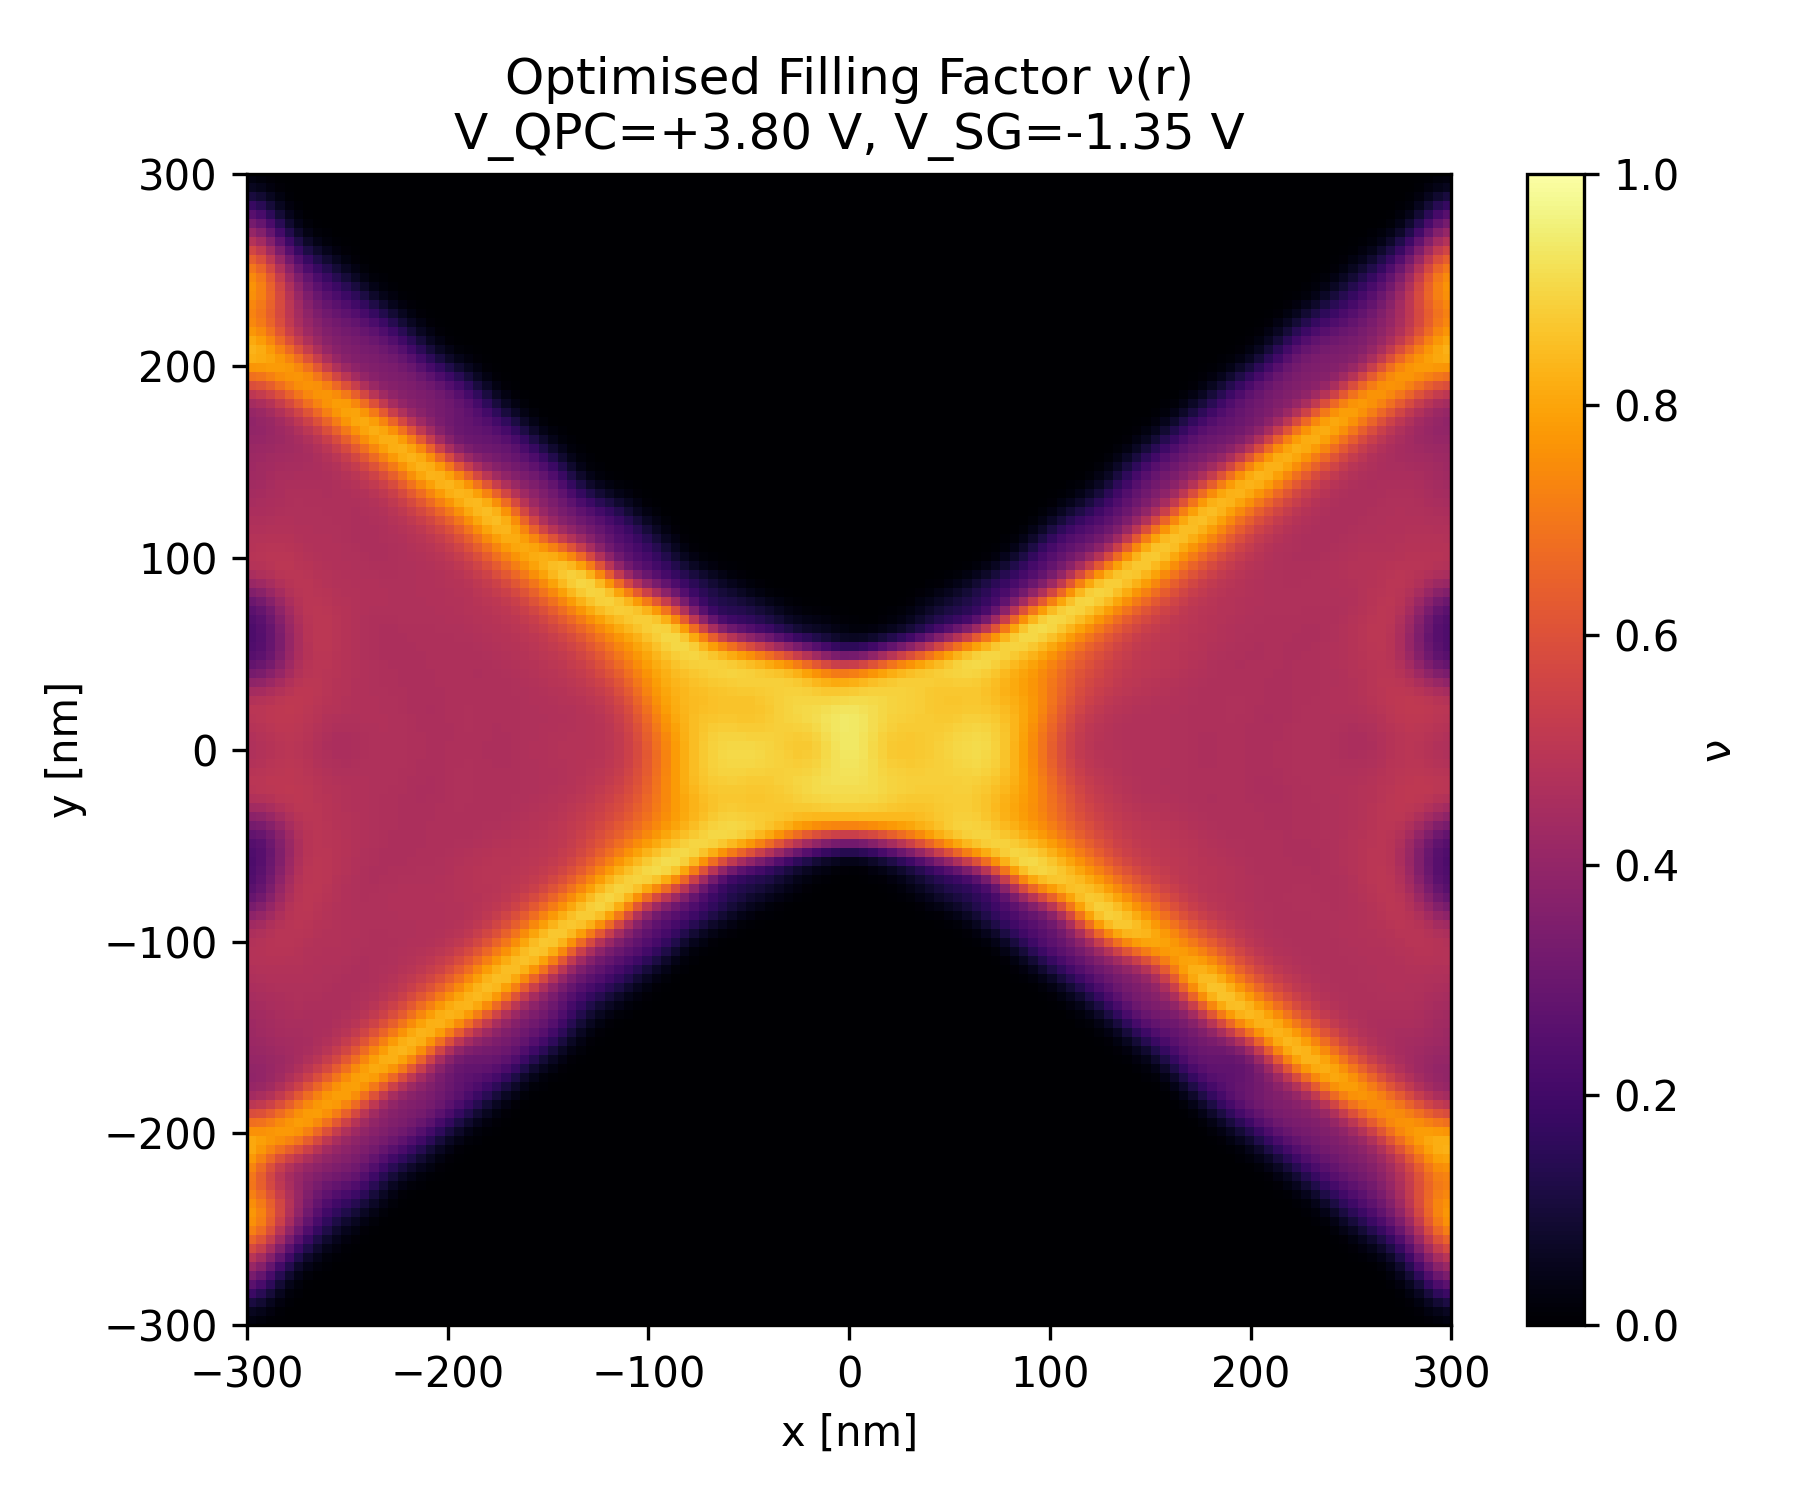 Optimised Filling Factor ν(r)
V_QPC=+3.80 V, V_SG=-1.35 V
300
200
100
0
−100
−200
−300
y [nm]
−300 −200 −100 0 100 200 300
x [nm]
1.0
0.8
0.6
0.4
0.2
0.0
ν